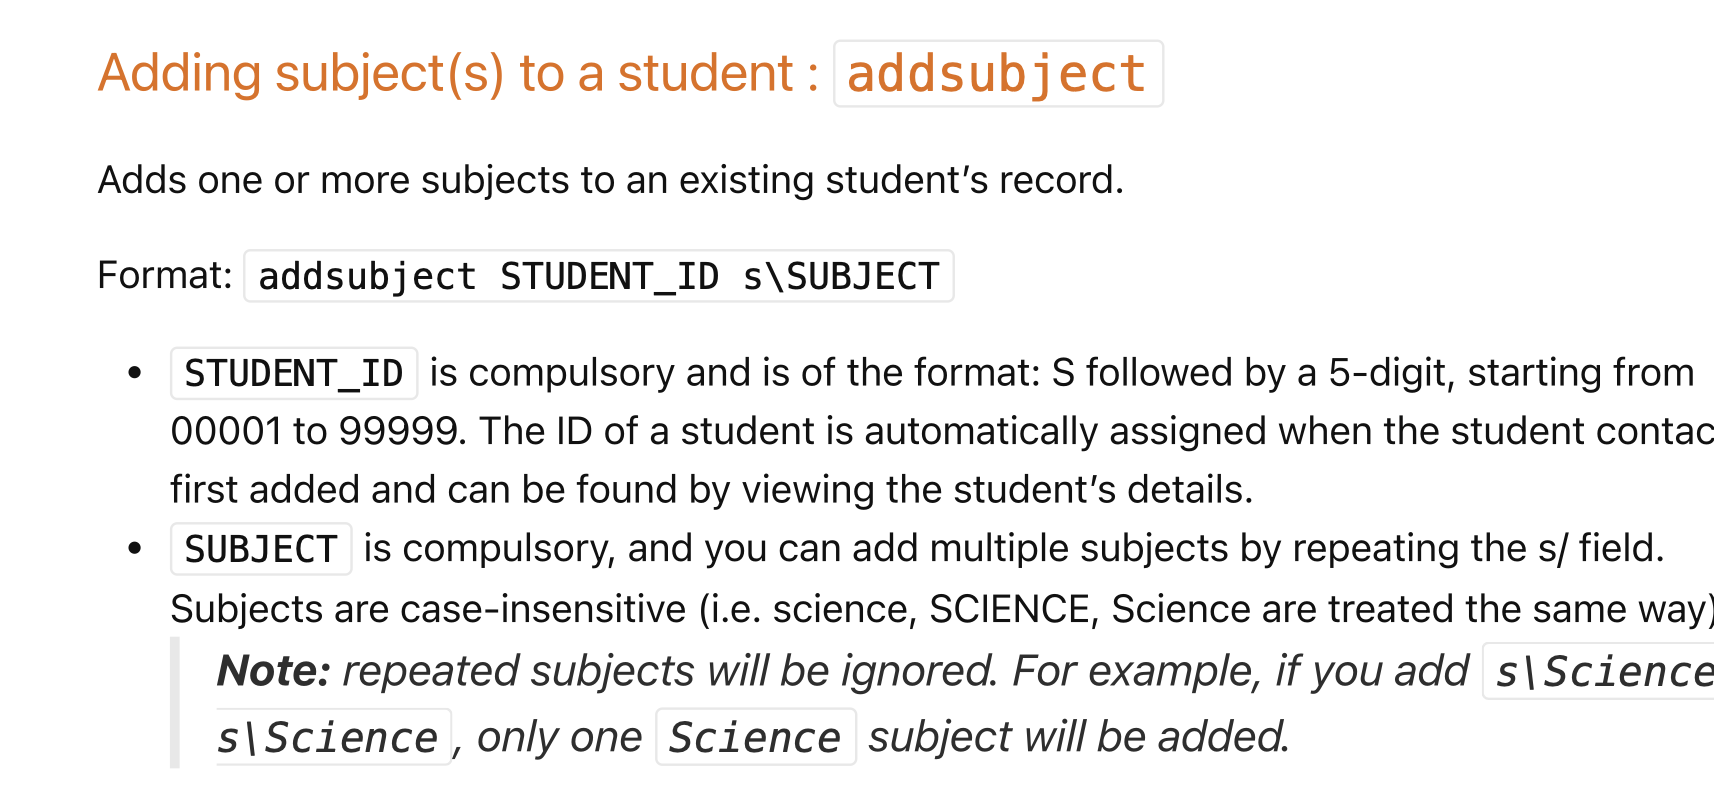 Adding subject(s) to a student : addsubject
Adds one or more subjects to an existing student’s record.
Format: addsubject STUDENT_ID s\SUBJECT
• STUDENT_ID is compulsory and is of the format: S followed by a 5-digit, starting from
00001 to 99999. The ID of a student is automatically assigned when the student contac
first added and can be found by viewing the student’s details.
• SUBJECT is compulsory, and you can add multiple subjects by repeating the s/ field.
Subjects are case-insensitive (i.e. science, SCIENCE, Science are treated the same way)
Note: repeated subjects will be ignored. For example, if you add s\Science
s\Science, only one Science subject will be added.